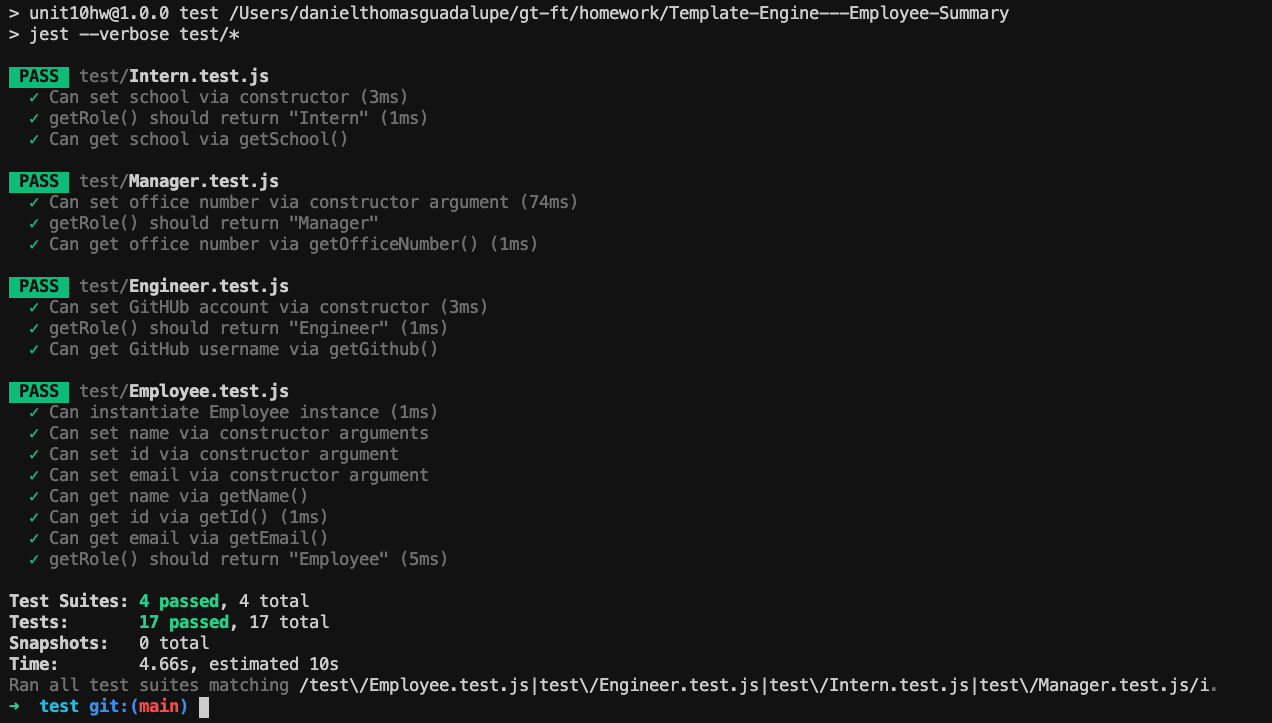 > unit10hw@1.0.0 test /Users/danielthomasguadalupe/gt-ft/homework/Template-Engine---Employee-Summary
> jest --verbose test/*
PASS test/Intern.test.js
✓ Can set school via constructor (3ms)
✓ getRole() should return "Intern" (1ms)
✓ Can get school via getSchool()
PASS test/Manager.test.js
✓ Can set office number via constructor argument (74ms)
✓ getRole() should return "Manager"
✓ Can get office number via getOfficeNumber() (1ms)
PASS test/Engineer.test.js
✓ Can set GitHUb account via constructor (3ms)
✓ getRole() should return "Engineer" (1ms)
✓ Can get GitHub username via getGithub()
PASS test/Employee.test.js
✓ Can instantiate Employee instance (1ms)
✓ Can set name via constructor arguments
✓ Can set id via constructor argument
✓ Can set email via constructor argument
✓ Can get name via getName()
✓ Can get id via getId() (1ms)
✓ Can get email via getEmail()
✓ getRole() should return "Employee" (5ms)
Test Suites: 4 passed, 4 total
Tests: 17 passed, 17 total
Snapshots: 0 total
Time: 4.66s, estimated 10s
Ran all test suites matching /test\/Employee.test.js|test\/Engineer.test.js|test\/Intern.test.js|test\/Manager.test.js/i.
→ test git:(main)